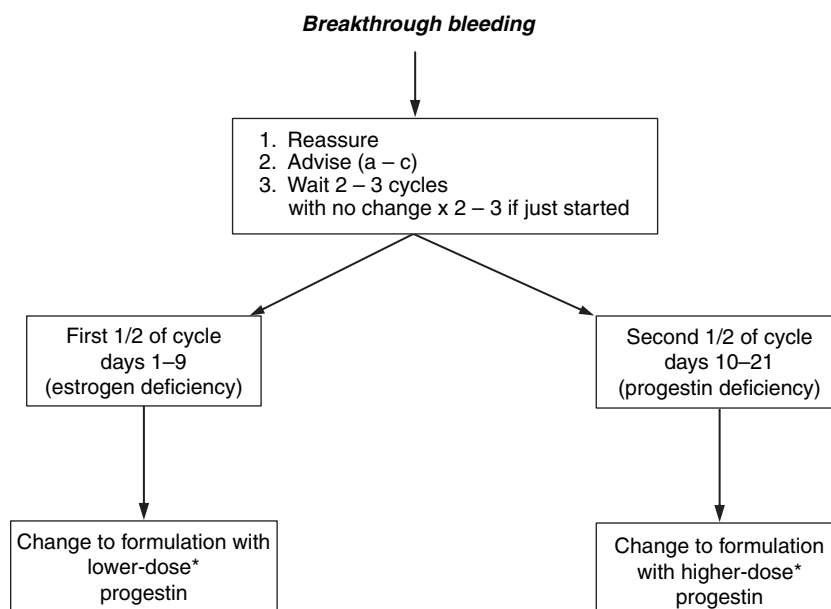 Breakthrough bleeding
1. Reassure
2. Advise (a – c)
3. Wait 2 – 3 cycles
with no change x 2 – 3 if just started
First 1/2 of cycle
days 1–9
(estrogen deficiency)
Second 1/2 of cycle
days 10–21
(progestin deficiency)
Change to formulation with
lower-dose*
progestin
Change to formulation
with higher-dose*
progestin